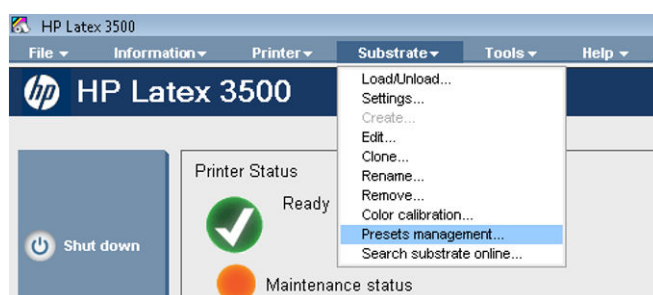 HP Latex 3500
File Information Printer Substrate Tools Help
hp HP Latex 3500
Load/Unload...
Settings...
Create...
Edit...
Clone...
Rename...
Remove...
Color calibration...
Presets management...
Search substrate online...
Printer Status
Ready
Shut down
Maintenance status